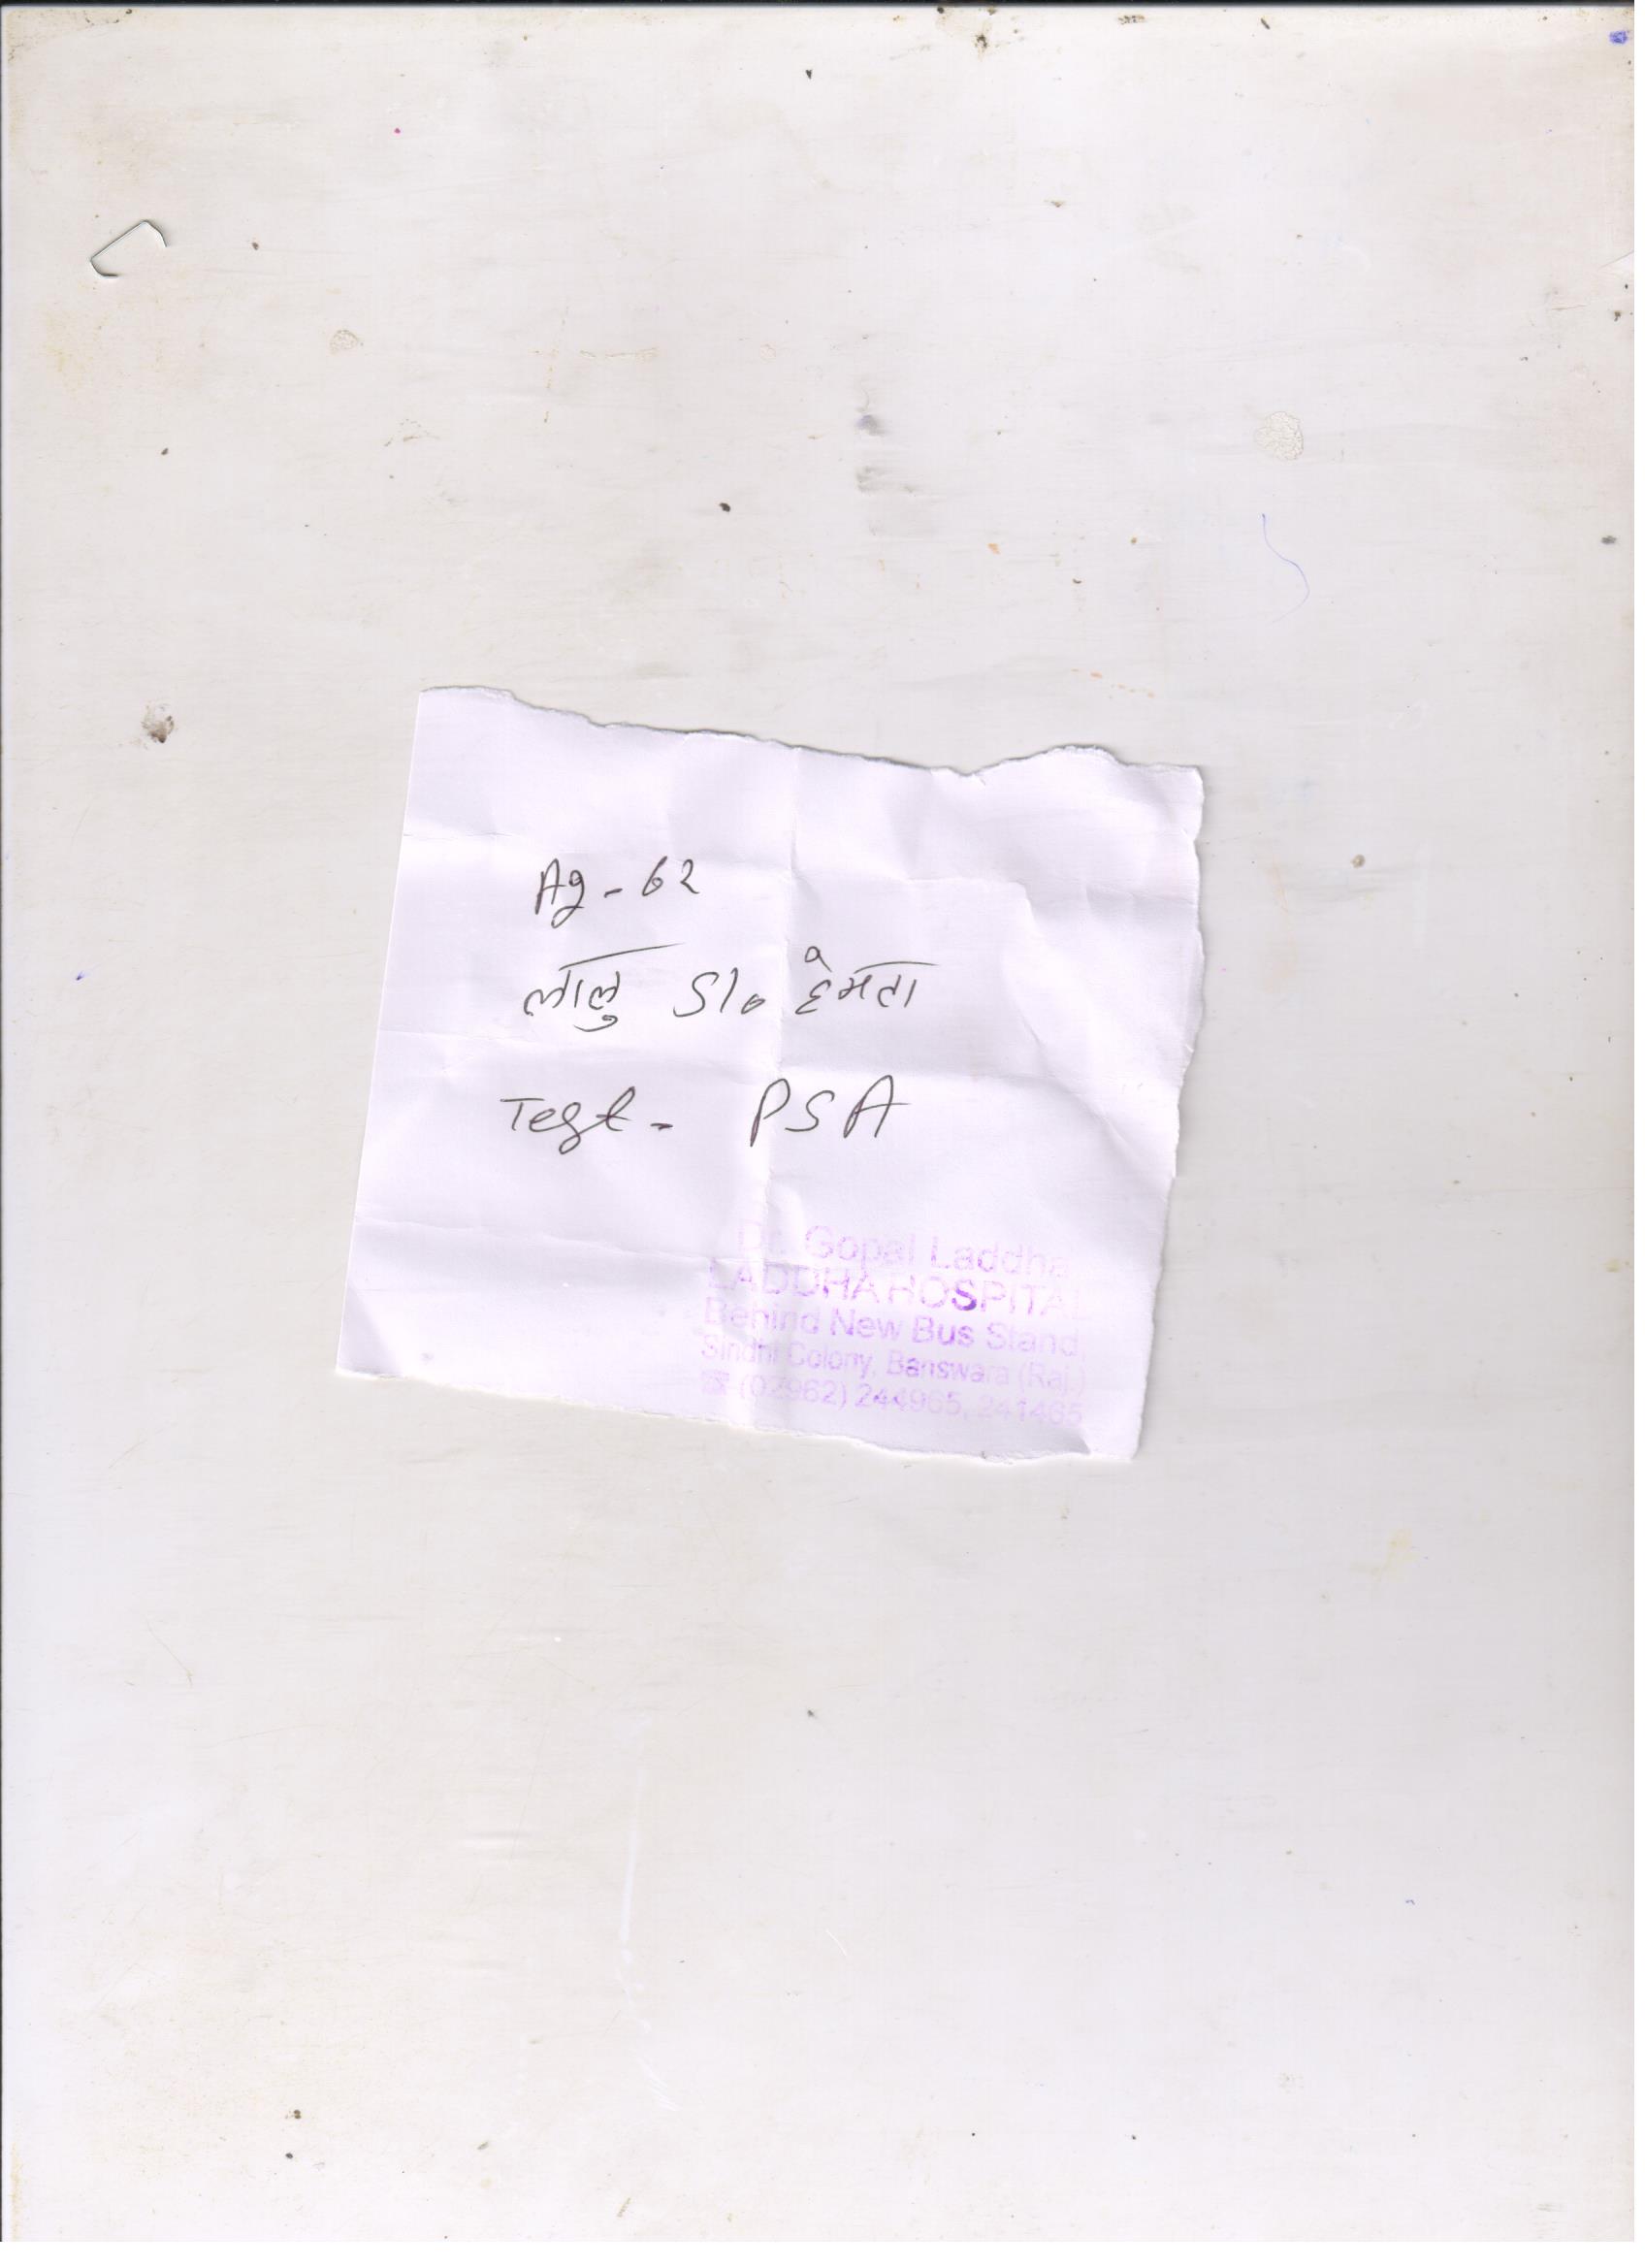 Ag - 62
लालु S/o हेमता
Test - PSA
Dr. Gopal Laddha
LADDHA HOSPITAL
Behind New Bus Stand,
Sindhi Colony, Banswara (Raj.)
☎ (02962) 244965, 241465